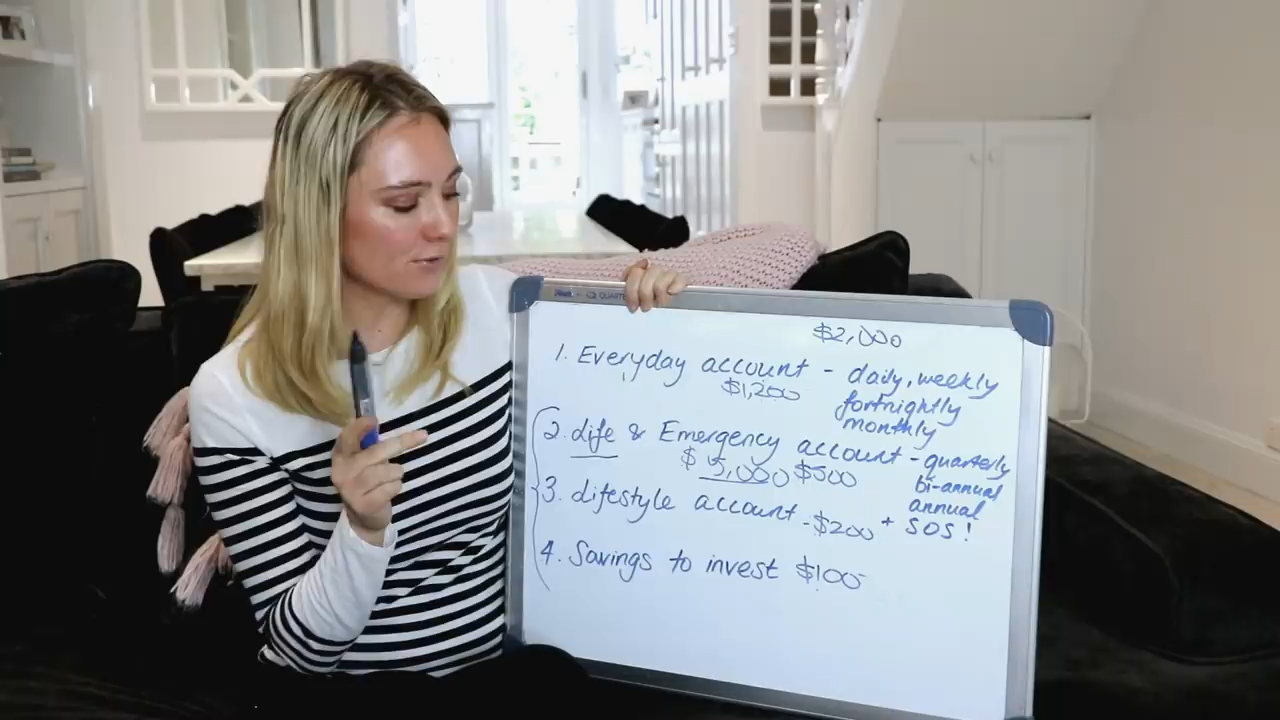 QUARTE
$2,000
1. Everyday account - daily, weekly
$1,200 fortnightly
monthly
2. Life & Emergency account - quarterly
$ 5,000 $500 bi-annual
annual
3. Lifestyle account - $200 + SOS!
4. Savings to invest $100